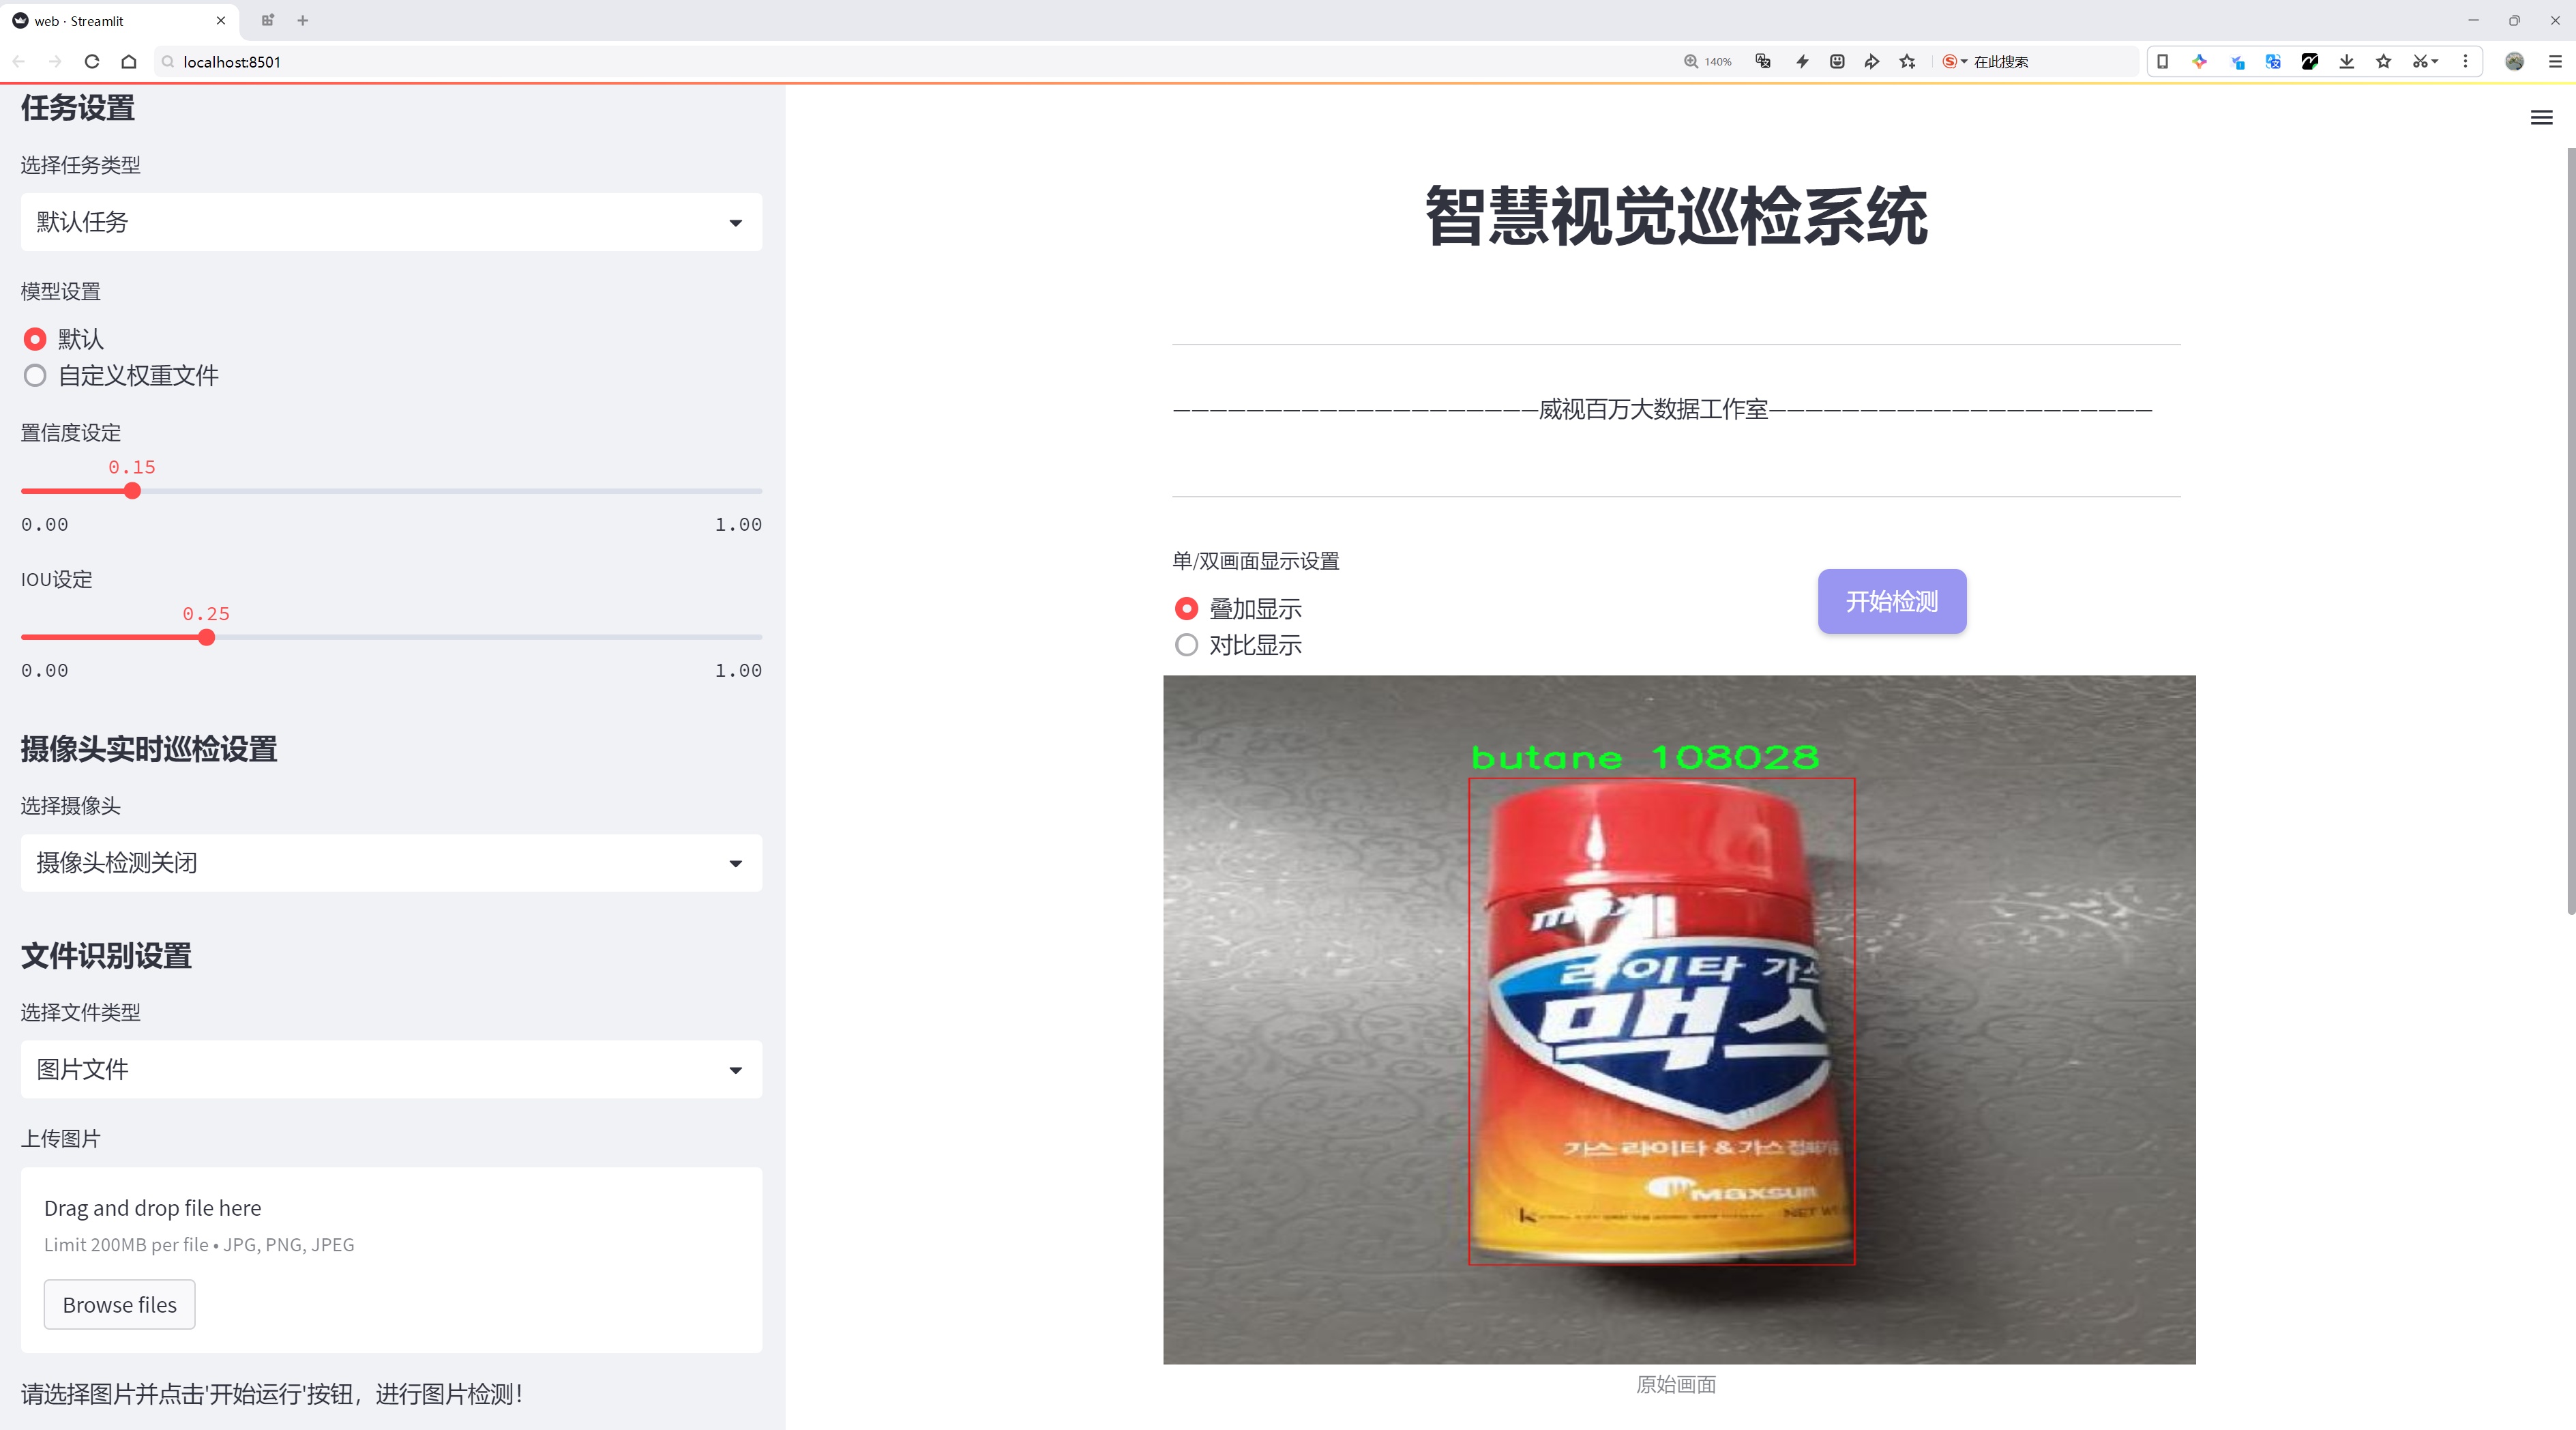 web · Streamlit
localhost:8501
140%
在此搜索
任务设置
选择任务类型
默认任务
模型设置
默认
自定义权重文件
置信度设定
0.15
0.00
1.00
IOU设定
0.25
0.00
1.00
摄像头实时巡检设置
选择摄像头
摄像头检测关闭
文件识别设置
选择文件类型
图片文件
上传图片
Drag and drop file here
Limit 200MB per file • JPG, PNG, JPEG
Browse files
请选择图片并点击'开始运行'按钮，进行图片检测！
智慧视觉巡检系统
————————————————————威视百万大数据工作室—————————————————————
单/双画面显示设置
叠加显示
对比显示
开始检测
butane 108028
라이타 가스
맥스
가스 라이타 & 가스
maxsun
NET
原始画面